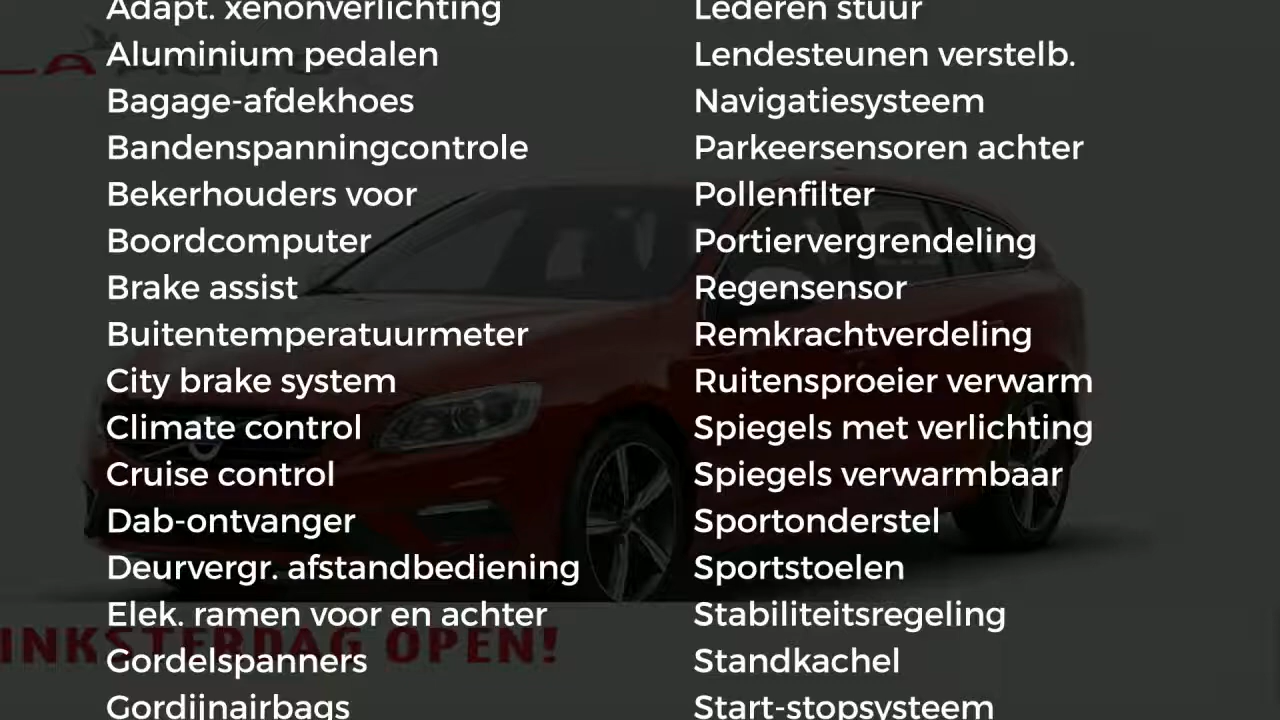 Adapt. xenonverlichting
Aluminium pedalen
Bagage-afdekhoes
Bandenspanningcontrole
Bekerhouders voor
Boordcomputer
Brake assist
Buitentemperatuurmeter
City brake system
Climate control
Cruise control
Dab-ontvanger
Deurvergr. afstandbediening
Elek. ramen voor en achter
Gordelspanners
Gordijnairbags
Lederen stuur
Lendesteunen verstelb.
Navigatiesysteem
Parkeersensoren achter
Pollenfilter
Portiervergrendeling
Regensensor
Remkrachtverdeling
Ruitensproeier verwarm
Spiegels met verlichting
Spiegels verwarmbaar
Sportonderstel
Sportstoelen
Stabiliteitsregeling
Standkachel
Start-stopsysteem
INKSTERDAG OPEN!